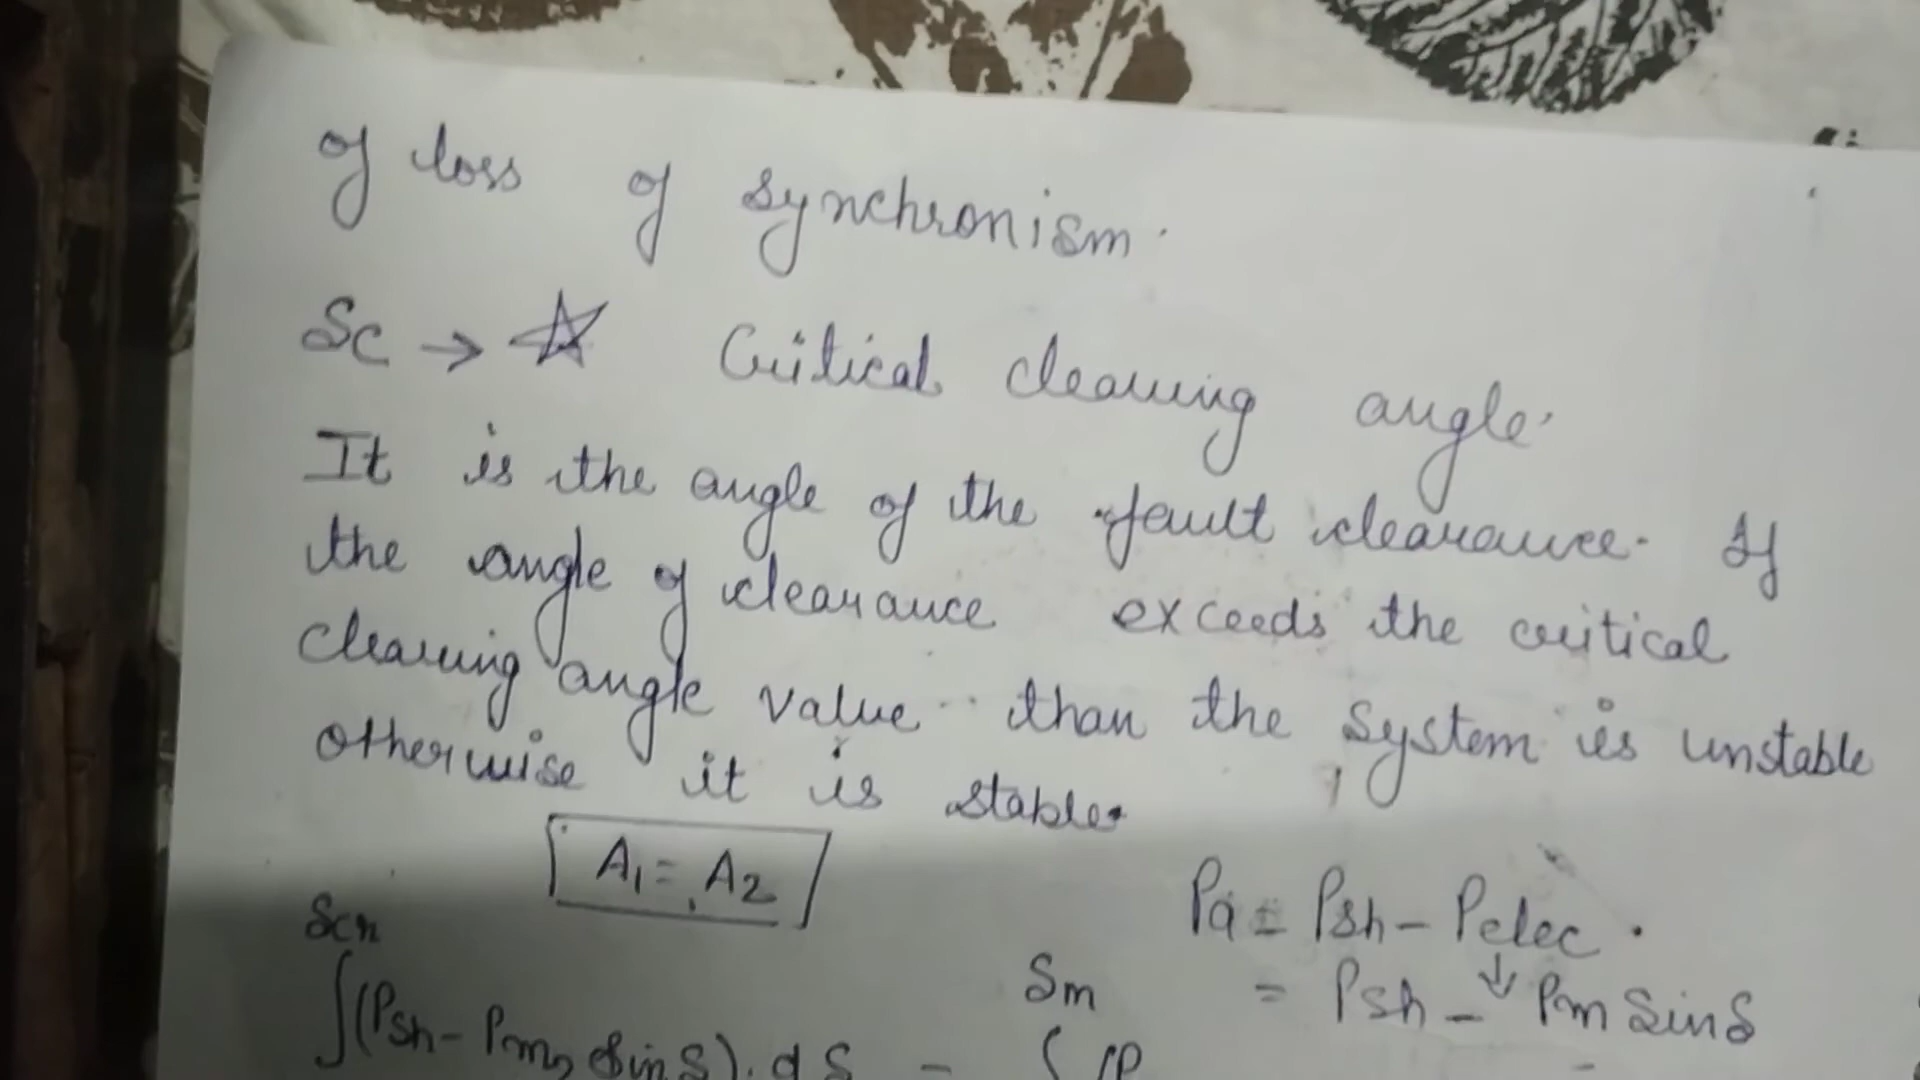 of loss of synchronism.
δc → ☆ Critical clearing angle.
It is the angle of the fault clearance. If
the angle of clearance exceeds the critical
clearing angle value than the system is unstable
otherwise it is stable.
A1 = A2
Pa = Psh - Pelec.
= Psh - Pm Sinδ
δcr
δm
∫(Psh - Pm2 Sinδ).dδ =